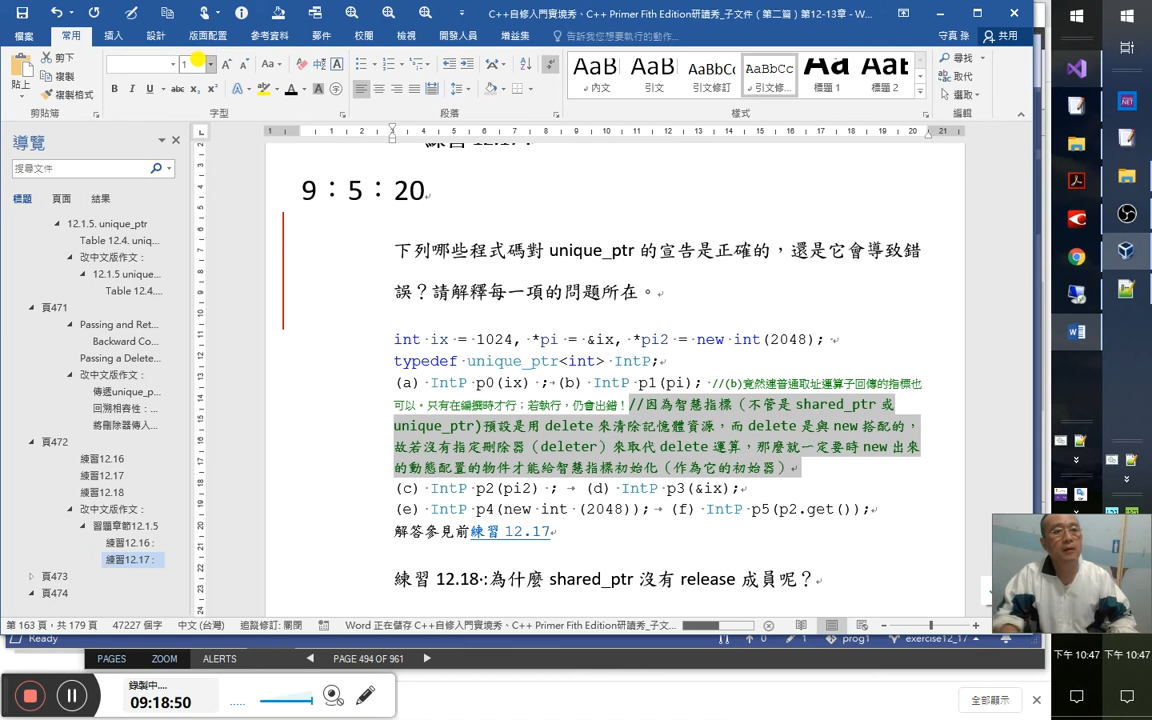 C++自修入門實境秀、C++ Primer Fith Edition研讀秀_子文件（第二篇）第12-13章 - W...
檔案 常用 插入 設計 版面配置 參考資料 郵件 校閱 檢視 開發人員 增益集 告訴我您想要執行的動作... 守真 孫 共用
剪下
複製
複製格式
貼上
1
尋找
取代
選取
AaB AaB AaBbCc AaBbCc AaB AaB
內文 引文 引文修訂 引文修... 標題 1 標題 2
剪貼簿 字型 段落 樣式 編輯
導覽
搜尋文件
標題 頁面 結果
12.1.5. unique_ptr
Table 12.4. uniq...
改中文版作文：
12.1.5 unique...
Table 12.4....
頁471
Passing and Ret...
Backward Co...
Passing a Delete...
改中文版作文：
傳遞unique_p...
回溯相容性：...
將刪除器傳入...
頁472
練習12.16
練習12.17
練習12.18
改中文版作文：
習題章節12.1.5
練習12.16 :
練習12.17 :
頁473
頁474
練習 12.17 :
9：5：20
下列哪些程式碼對 unique_ptr 的宣告是正確的，還是它會導致錯
誤？請解釋每一項的問題所在。
int ix = 1024, *pi = &ix, *pi2 = new int(2048);
typedef unique_ptr<int> IntP;
(a) IntP p0(ix) ; (b) IntP p1(pi); //(b)竟然連普通取址運算子回傳的指標也
可以。只有在編撰時才行；若執行，仍會出錯！//因為智慧指標（不管是 shared_ptr 或
unique_ptr)預設是用 delete 來清除記憶體資源，而 delete 是與 new 搭配的，
故若沒有指定刪除器（deleter）來取代 delete 運算，那麼就一定要時 new 出來
的動態配置的物件才能給智慧指標初始化（作為它的初始器）
(c) IntP p2(pi2) ; (d) IntP p3(&ix);
(e) IntP p4(new int (2048)); (f) IntP p5(p2.get());
解答參見前練習 12.17
練習 12.18 :為什麼 shared_ptr 沒有 release 成員呢？
第 163 頁，共 179 頁 47227 個字 中文 (台灣) 追蹤修訂: 關閉 Word 正在儲存 C++自修入門實境秀、C++ Primer Fith Edition研讀秀_子文...
Ready 0 1 prog1 exercise12_17
PAGES ZOOM ALERTS PAGE 494 OF 961
錄製中....
09:18:50
全部顯示
下午 10:47 下午 10:47